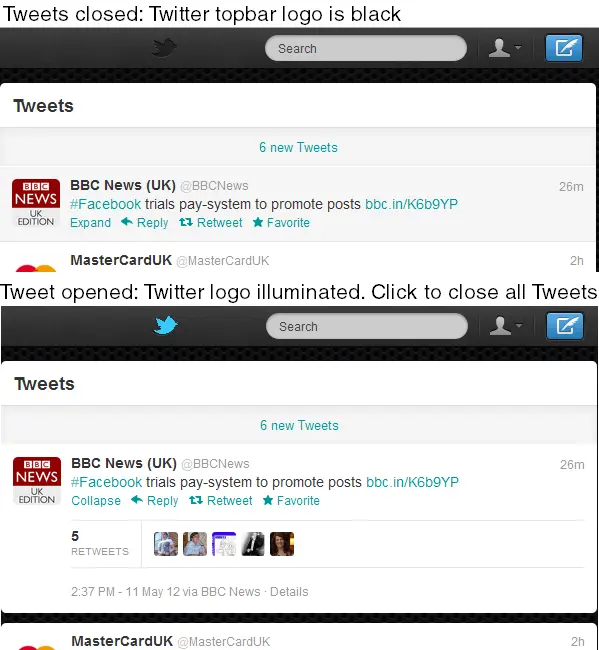 Tweets closed: Twitter topbar logo is black
Search
Tweets
6 new Tweets
BBC NEWS UK EDITION
BBC News (UK) @BBCNews 26m
#Facebook trials pay-system to promote posts bbc.in/K6b9YP
Expand Reply Retweet Favorite
MasterCardUK @MasterCardUK 2h
Tweet opened: Twitter logo illuminated. Click to close all Tweets
Search
Tweets
6 new Tweets
BBC NEWS UK EDITION
BBC News (UK) @BBCNews 26m
#Facebook trials pay-system to promote posts bbc.in/K6b9YP
Collapse Reply Retweet Favorite
5
RETWEETS
2:37 PM - 11 May 12 via BBC News · Details
MasterCardUK @MasterCardUK 2h